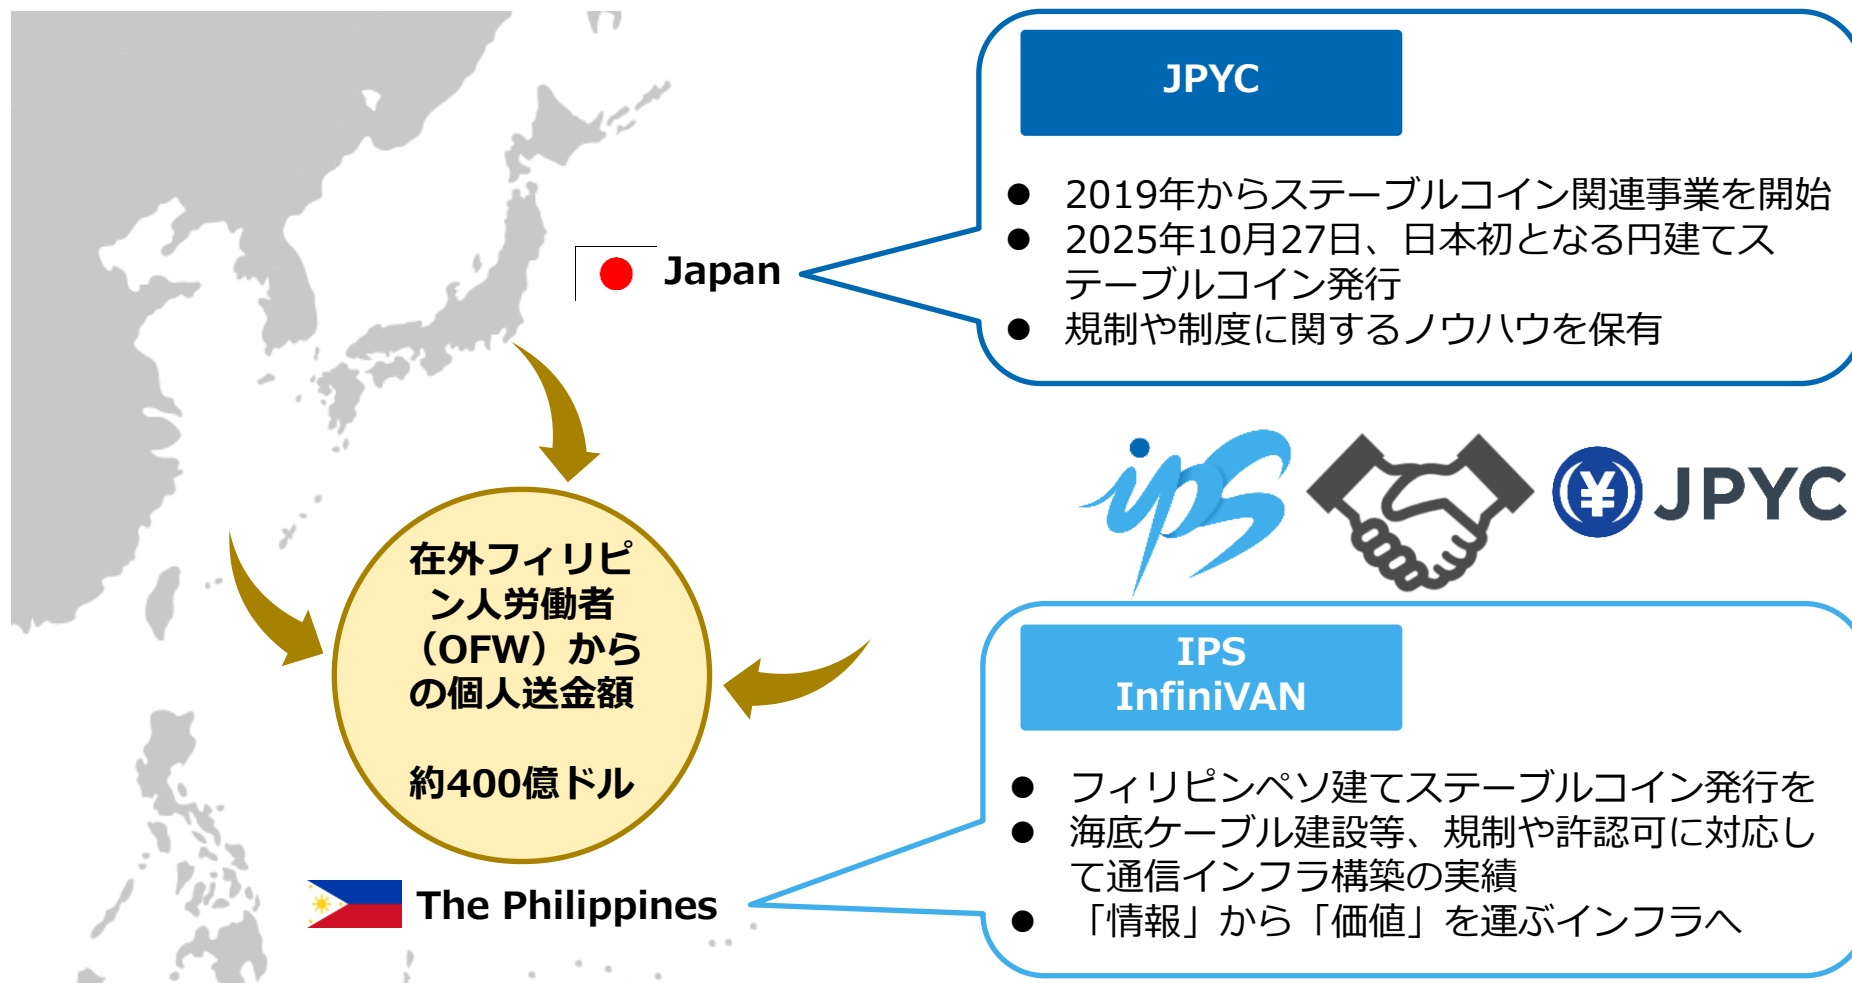 JPYC
● 2019年からステーブルコイン関連事業を開始
● 2025年10月27日、日本初となる円建てス
テーブルコイン発行
● 規制や制度に関するノウハウを保有
Japan
ips
JPYC
在外フィリピ
ン人労働者
（OFW）から
の個人送金額
約400億ドル
IPS
InfiniVAN
● フィリピンペソ建てステーブルコイン発行を
● 海底ケーブル建設等、規制や許認可に対応し
て通信インフラ構築の実績
● 「情報」から「価値」を運ぶインフラへ
The Philippines